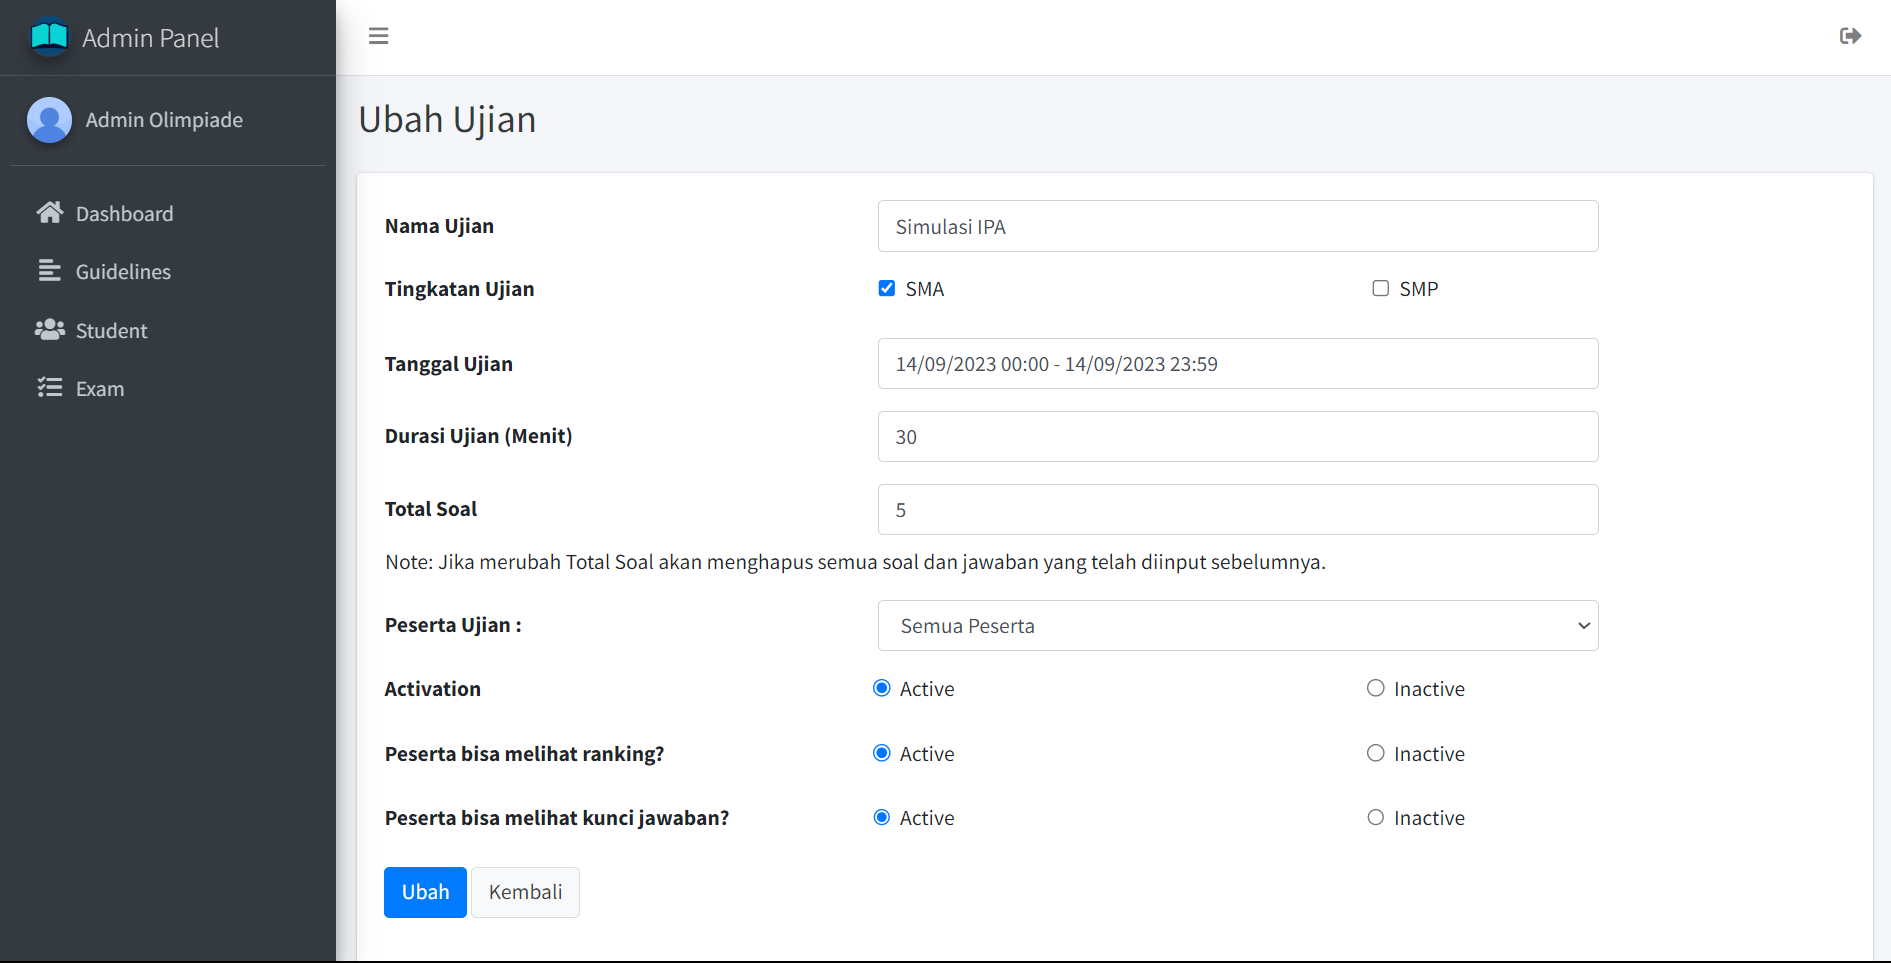 Admin Panel
Admin Olimpiade
Dashboard
Guidelines
Student
Exam
Ubah Ujian
Nama Ujian
Simulasi IPA
Tingkatan Ujian
SMA
SMP
Tanggal Ujian
14/09/2023 00:00 - 14/09/2023 23:59
Durasi Ujian (Menit)
30
Total Soal
5
Note: Jika merubah Total Soal akan menghapus semua soal dan jawaban yang telah diinput sebelumnya.
Peserta Ujian :
Semua Peserta
Activation
Active
Inactive
Peserta bisa melihat ranking?
Active
Inactive
Peserta bisa melihat kunci jawaban?
Active
Inactive
Ubah
Kembali